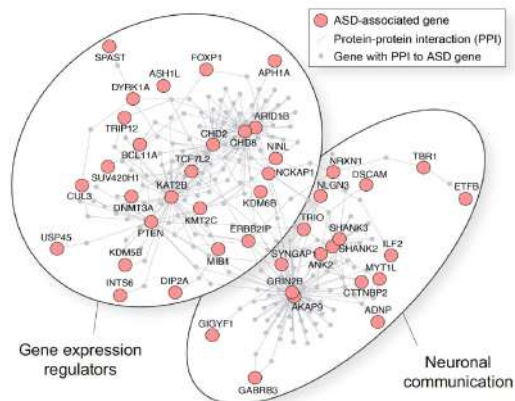 ASD-associated gene
Protein-protein interaction (PPI)
Gene with PPI to ASD gene
SPAST
FOXP1
ASH1L
APH1A
DYRK1A
TRIP12
ARID1B
CHD2
CHD8
BCL11A
NINL
TCF7L2
NRXN1
TBR1
SUV420H1
NCKAP1
DSCAM
KAT2B
NLGN3
ETFB
CUL3
DNMT3A
KDM6B
KMT2C
PTEN
TRIO
ERBB2IP
SHANK3
USP45
SYNGAP1
SHANK2
ILF2
KDM5B
MIB1
ANK2
MYT1L
GRIN2B
CTTNBP2
INTS6
DIP2A
AKAP9
ADNP
GIGYF1
Gene expression
regulators
Neuronal
communication
GABRB3